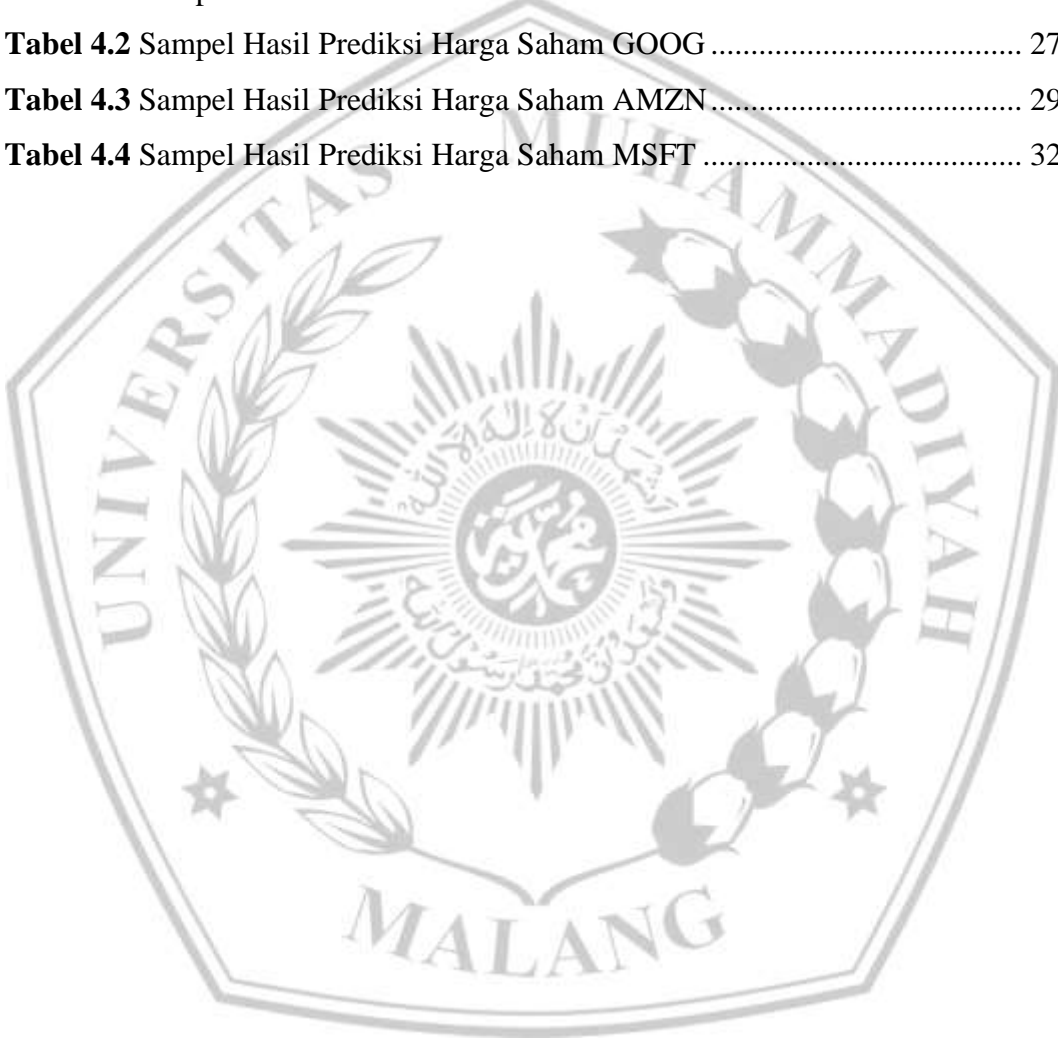 Tabel 4.2 Sampel Hasil Prediksi Harga Saham GOOG ................................. 27
Tabel 4.3 Sampel Hasil Prediksi Harga Saham AMZN ................................. 29
Tabel 4.4 Sampel Hasil Prediksi Harga Saham MSFT .................................. 32
UNIVERSITAS MUHAMMADIYAH
MALANG